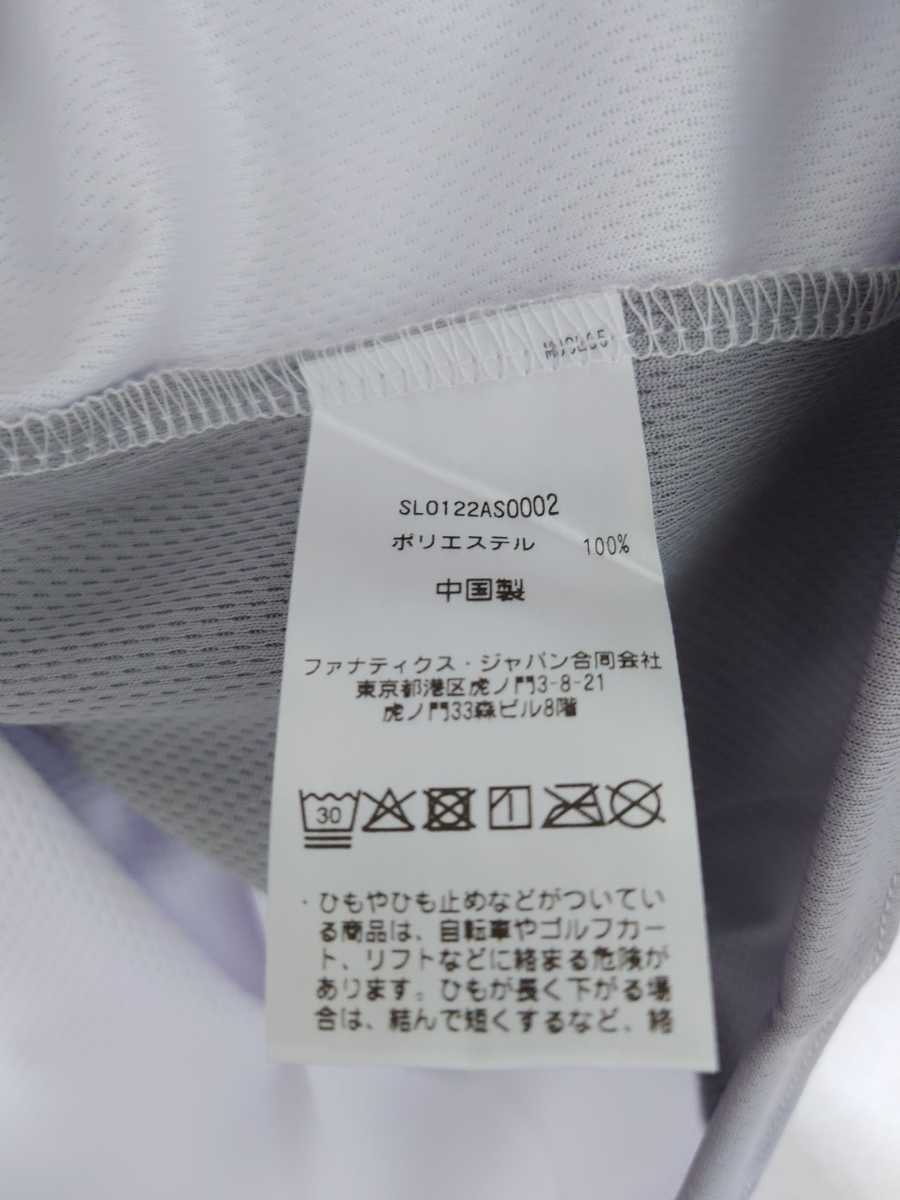 SL0122AS0002
ポリエステル 100%
中国製
ファナティクス・ジャパン合同会社
東京都港区虎ノ門3-8-21
虎ノ門33森ビル8階
30
・ひもやひも止めなどがついてい
る商品は、自転車やゴルフカー
ト、リフトなどに絡まる危険が
あります。ひもが長く下がる場
合は、結んで短くするなど、絡